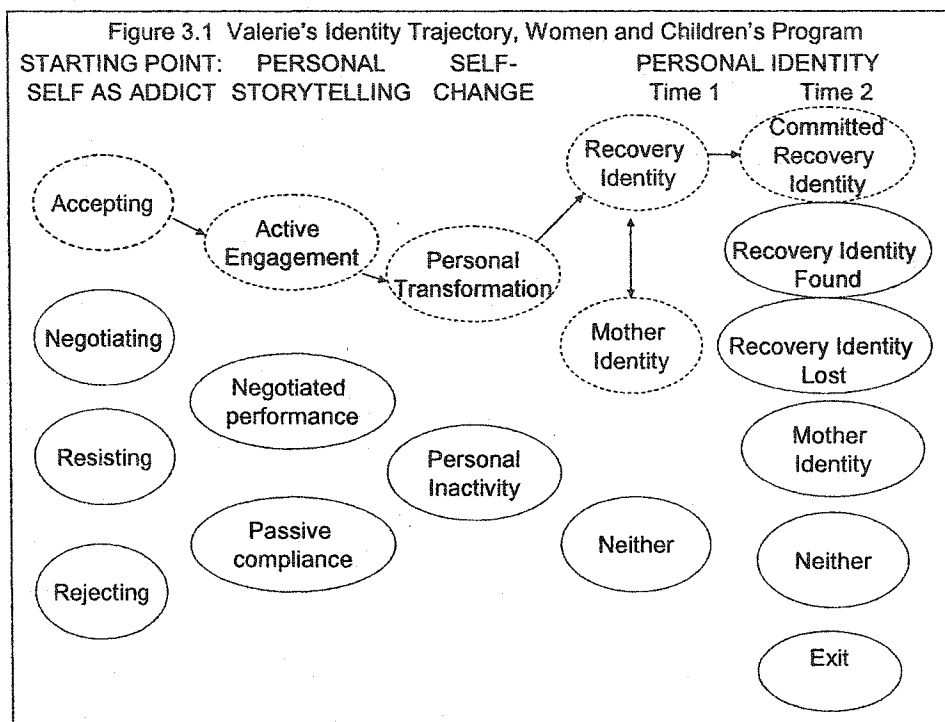 Figure 3.1 Valerie's Identity Trajectory, Women and Children's Program
STARTING POINT:
SELF AS ADDICT
PERSONAL
STORYTELLING
SELF-
CHANGE
PERSONAL IDENTITY
Time 1
Time 2
Accepting
Negotiating
Resisting
Rejecting
Active
Engagement
Negotiated
performance
Passive
compliance
Personal
Transformation
Personal
Inactivity
Recovery
Identity
Mother
Identity
Neither
Committed
Recovery
Identity
Recovery Identity
Found
Recovery Identity
Lost
Mother
Identity
Neither
Exit